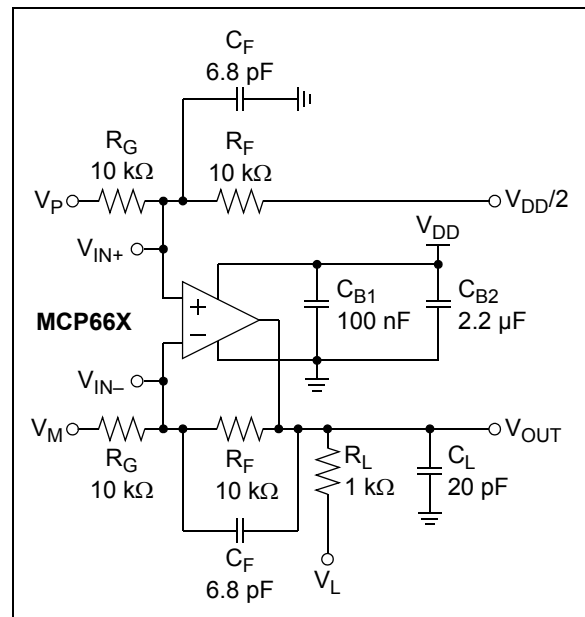 C_F
6.8 pF
R_G
10 kΩ
R_F
10 kΩ
V_P
V_DD/2
V_IN+
V_DD
+
−
MCP66X
C_B1
100 nF
C_B2
2.2 µF
V_IN–
V_M
V_OUT
R_G
10 kΩ
R_F
10 kΩ
R_L
1 kΩ
C_L
20 pF
C_F
6.8 pF
V_L